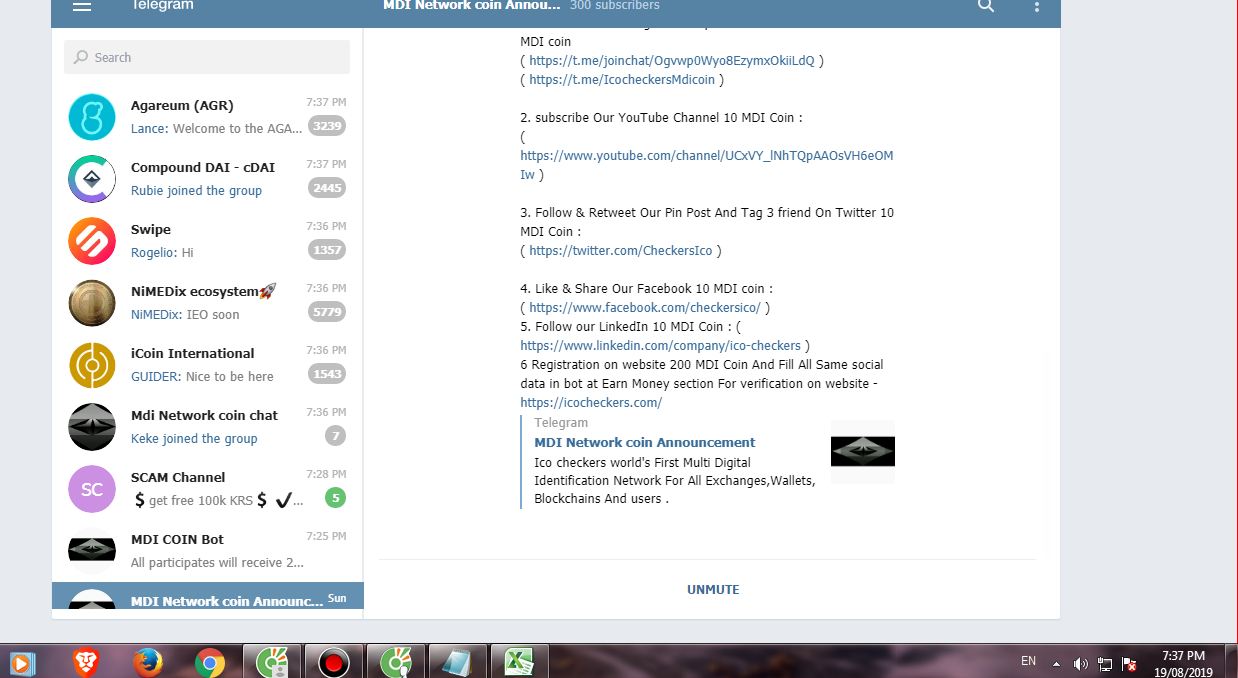 Telegram
MDI Network coin Annou... 300 subscribers
Search
Agareum (AGR) 7:37 PM
Lance: Welcome to the AGA... 3239
Compound DAI - cDAI 7:37 PM
Rubie joined the group 2445
Swipe 7:36 PM
Rogelio: Hi 1357
NiMEDix ecosystem🚀 7:36 PM
NiMEDix: IEO soon 5779
iCoin International 7:36 PM
GUIDER: Nice to be here 1543
Mdi Network coin chat 7:36 PM
Keke joined the group 7
SC
SCAM Channel 7:28 PM
💲get free 100k KRS💲 ✔... 5
MDI COIN Bot 7:25 PM
All participates will receive 2...
MDI Network coin Announc... Sun
MDI coin
( https://t.me/joinchat/Ogvwp0Wyo8EzymxOkiiLdQ )
( https://t.me/IcocheckersMdicoin )
2. subscribe Our YouTube Channel 10 MDI Coin :
(
https://www.youtube.com/channel/UCxVY_lNhTQpAAOsVH6eOM
Iw )
3. Follow & Retweet Our Pin Post And Tag 3 friend On Twitter 10
MDI Coin :
( https://twitter.com/CheckersIco )
4. Like & Share Our Facebook 10 MDI coin :
( https://www.facebook.com/checkersico/ )
5. Follow our LinkedIn 10 MDI Coin : (
https://www.linkedin.com/company/ico-checkers )
6 Registration on website 200 MDI Coin And Fill All Same social
data in bot at Earn Money section For verification on website -
https://icocheckers.com/
Telegram
MDI Network coin Announcement
Ico checkers world's First Multi Digital
Identification Network For All Exchanges,Wallets,
Blockchains And users .
UNMUTE
EN
7:37 PM
19/08/2019